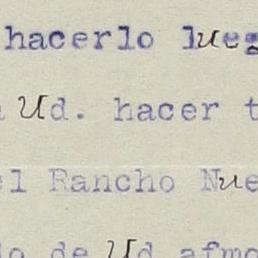 hacerlo lueg
Ud. hacer t
el Rancho Nue
de Ud afmo